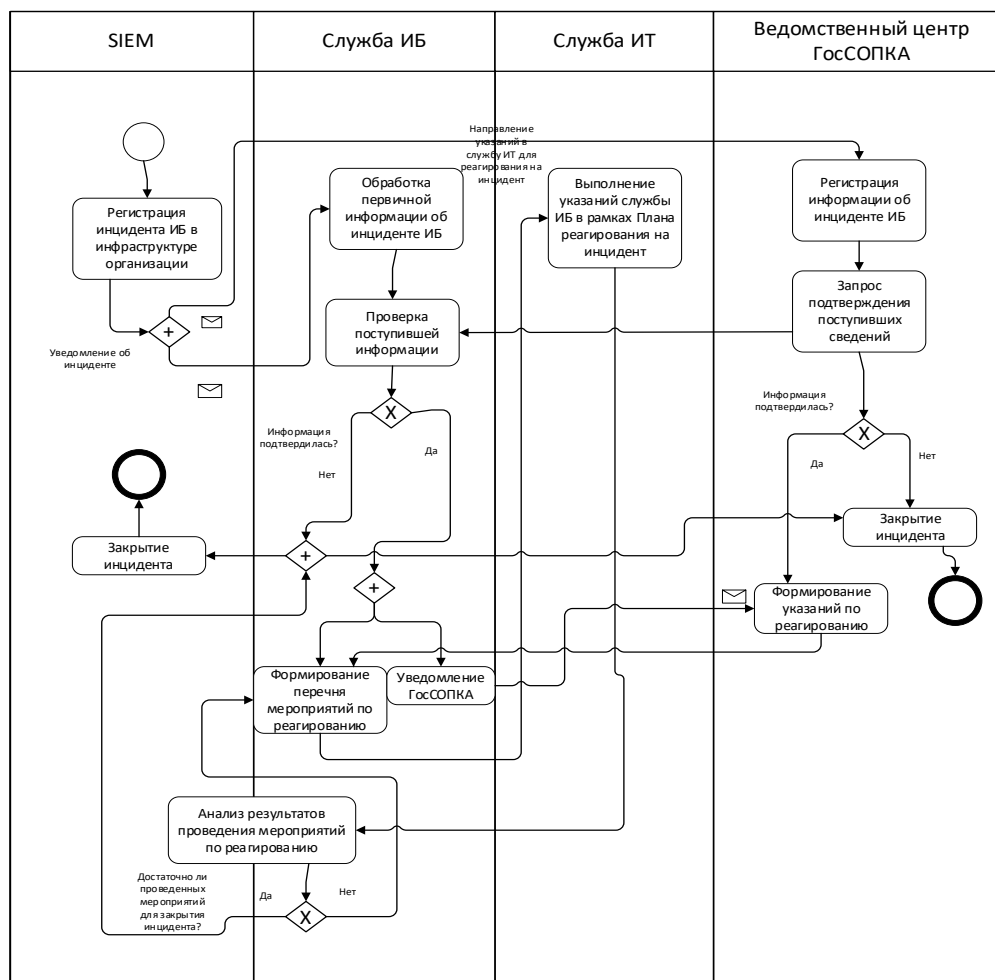 SIEM
Служба ИБ
Служба ИТ
Ведомственный центр
ГосСОПКА
Направление
указаний в
службу ИТ для
реагирования на
инцидент
Регистрация
инцидента ИБ в
инфраструктуре
организации
Обработка
первичной
информации об
инциденте ИБ
Выполнение
указаний службы
ИБ в рамках Плана
реагирования на
инцидент
Регистрация
информации об
инциденте ИБ
Запрос
подтверждения
поступивших
сведений
Проверка
поступившей
информации
+
Уведомление об
инциденте
X
Информация
подтвердилась?
Да
Нет
Информация
подтвердилась?
X
Да
Нет
Закрытие
инцидента
+
Закрытие
инцидента
+
Формирование
указаний по
реагированию
Формирование
перечня
мероприятий по
реагированию
Уведомление
ГосСОПКА
Анализ результатов
проведения мероприятий
по реагированию
Достаточно ли
проведенных
мероприятий
для закрытия
инцидента?
Да
Нет
X